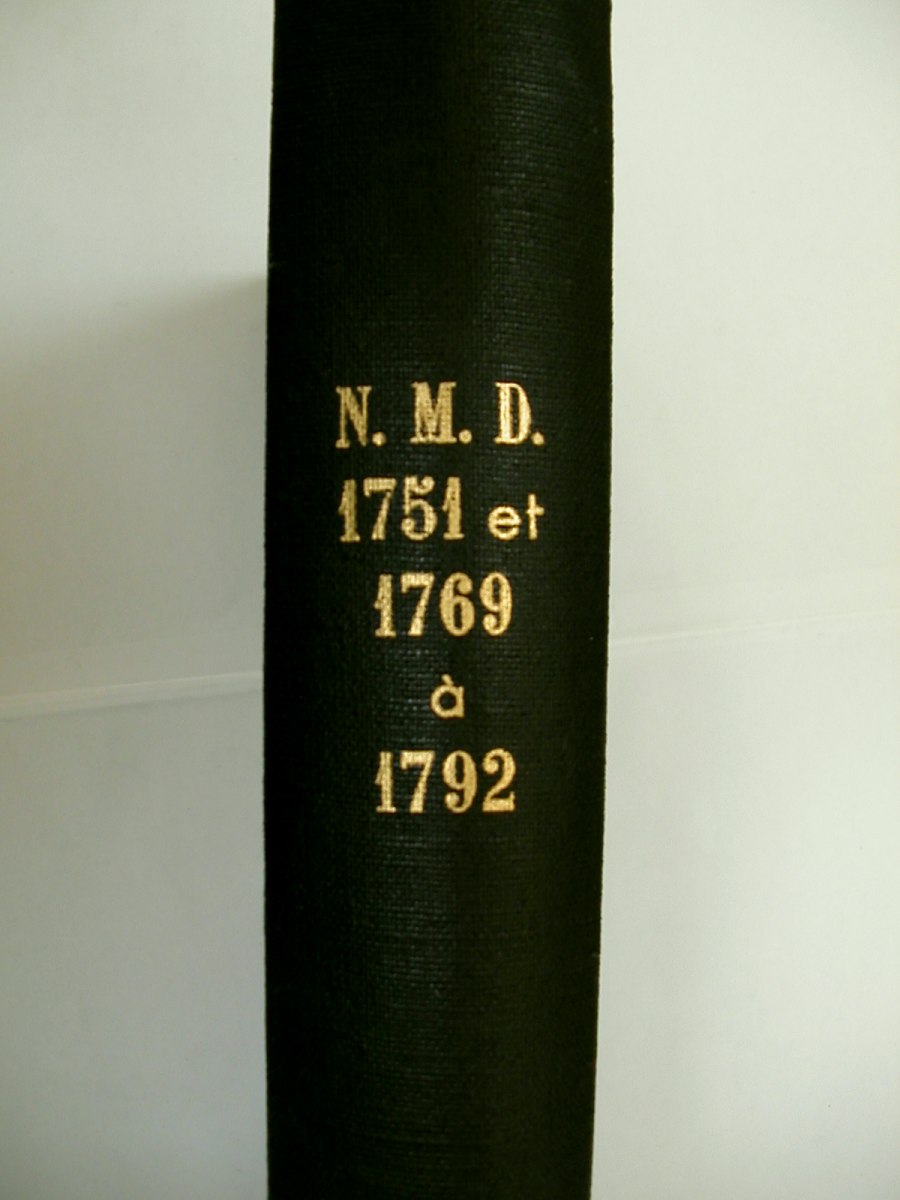 N. M. D.
1751 et
1769
à
1792